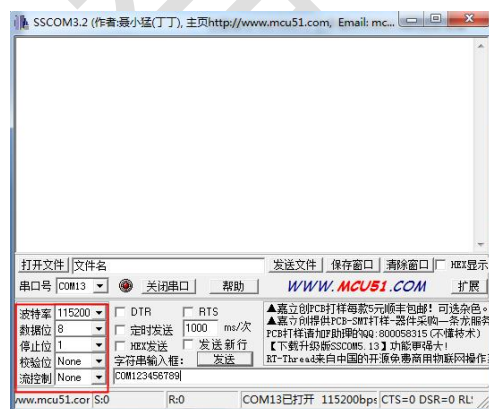 SSCOM3.2 (作者:聂小猛(丁丁), 主页http://www.mcu51.com, Email: mc...
打开文件 文件名 发送文件 保存窗口 清除窗口 HEX显示
串口号 COM13 关闭串口 帮助 WWW.MCU51.COM 扩展
波特率 115200 DTR RTS
数据位 8 定时发送 1000 ms/次
停止位 1 HEX发送 发送新行
校验位 None 字符串输入框: 发送
流控制 None COM123456789
▲嘉立创PCB打样每款5元顺丰包邮! 可选杂色。
▲嘉立创提供PCB-SMT打样-器件采购一条龙服务
PCB打样请加尹助理的QQ:800058315(不懂技术)
【下载升级版SSCOM5.13】功能更强大!
RT-Thread来自中国的开源免费商用物联网操作
www.mcu51.cor S:0 R:0 COM13已打开 115200bps CTS=0 DSR=0 RL: